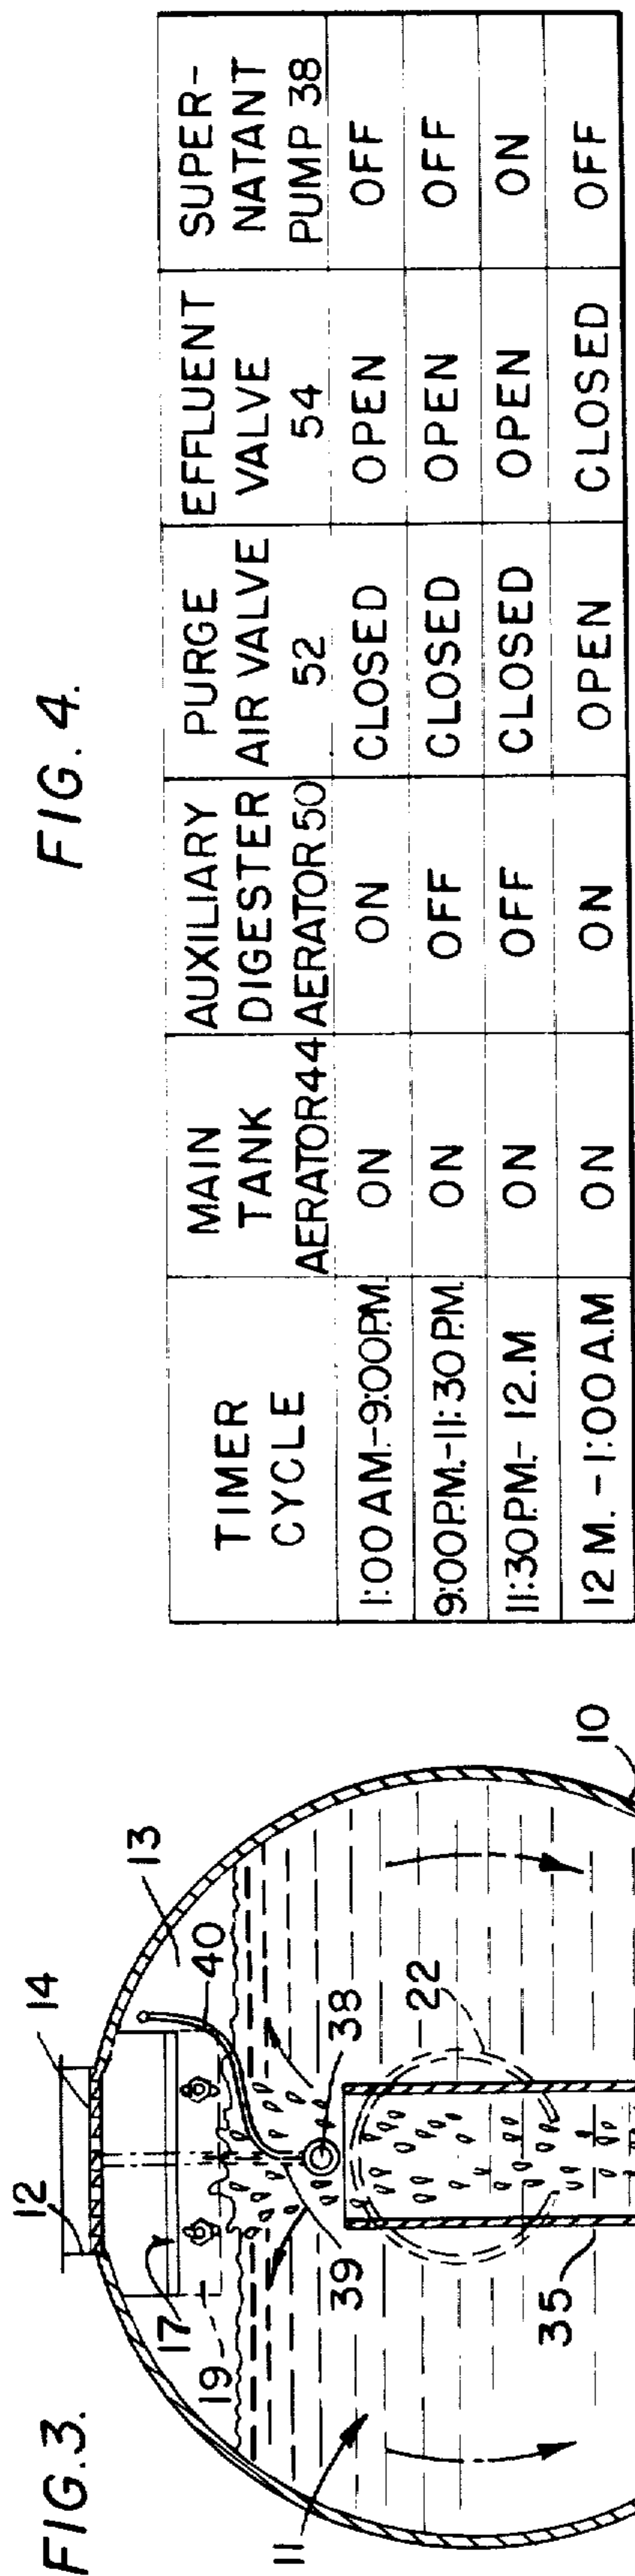 FIG. 3.
12
14
13
17
19
40
39
38
11
22
35
10
FIG. 4.
TIMER CYCLE
MAIN TANK AERATOR 44
AUXILIARY DIGESTER AERATOR 50
PURGE AIR VALVE 52
EFFLUENT VALVE 54
SUPER- NATANT PUMP 38
1:00 A.M.-9:00P.M. ON ON CLOSED OPEN OFF
9:00P.M.-11:30 P.M. ON OFF CLOSED OPEN OFF
11:30P.M.- 12.M ON OFF CLOSED OPEN ON
12 M. - 1:00 A.M ON ON OPEN CLOSED OFF